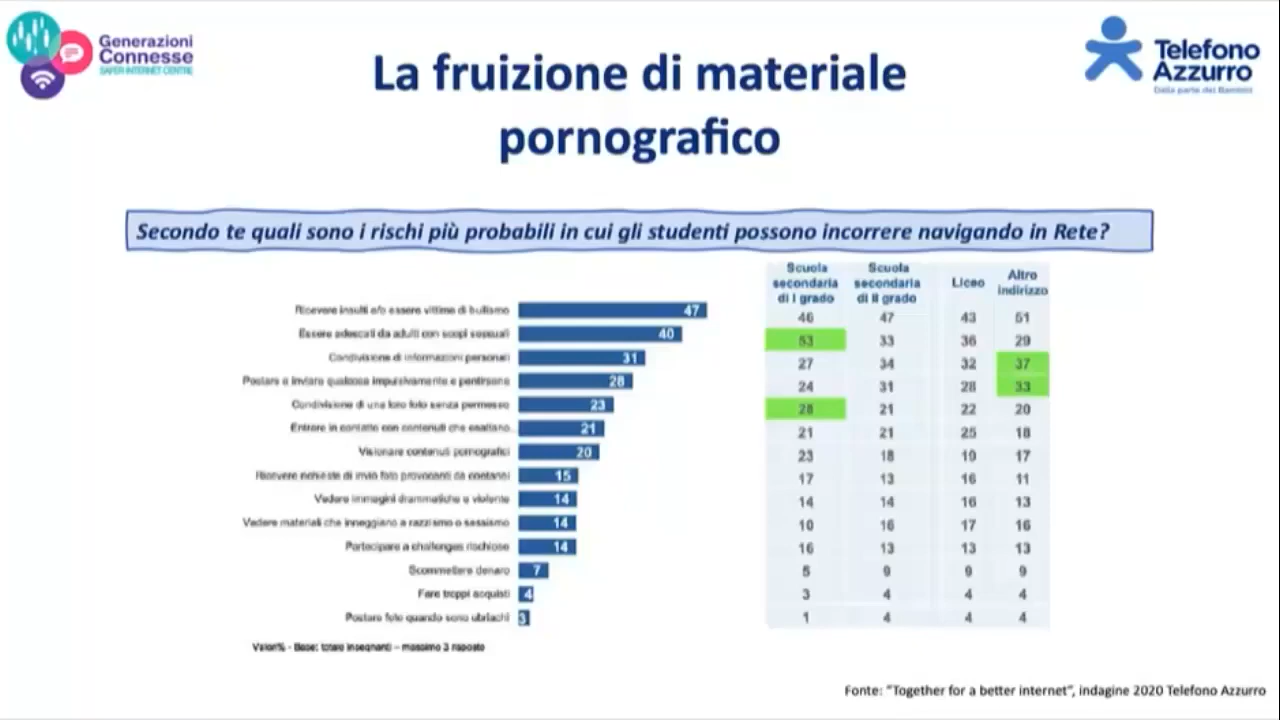 Generazioni
Connesse
SAFER INTERNET CENTRE
Telefono
Azzurro
Dalla parte dei Bambini
La fruizione di materiale
pornografico
Secondo te quali sono i rischi più probabili in cui gli studenti possono incorrere navigando in Rete?
Scuola secondaria di I grado Scuola secondaria di II grado Liceo Altro indirizzo
Ricevere insulti e/o essere vittime di bullismo 47 46 47 43 51
Essere adescati da adulti con scopi sessuali 40 53 33 36 29
Condivisione di informazioni personali 31 27 34 32 37
Postare o inviare qualcosa impulsivamente e pentirsene 28 24 31 28 33
Condivisione di una loro foto senza permesso 23 28 21 22 20
Entrare in contatto con contenuti che esaltano 21 21 21 25 18
Visionare contenuti pornografici 20 23 18 19 17
Ricevere richieste di invio foto provocanti da contatti 15 17 13 16 11
Vedere immagini drammatiche e violente 14 14 14 16 13
Vedere materiali che inneggiano a razzismo o sessismo 14 10 16 17 16
Partecipare a challenges rischiose 14 16 13 13 13
Scommettere denaro 7 5 9 9 9
Fare troppi acquisti 4 3 4 4 4
Postare foto quando sono ubriachi 3 1 4 4 4
Valori% - Base: totale insegnanti – massimo 3 risposte
Fonte: “Together for a better internet”, indagine 2020 Telefono Azzurro